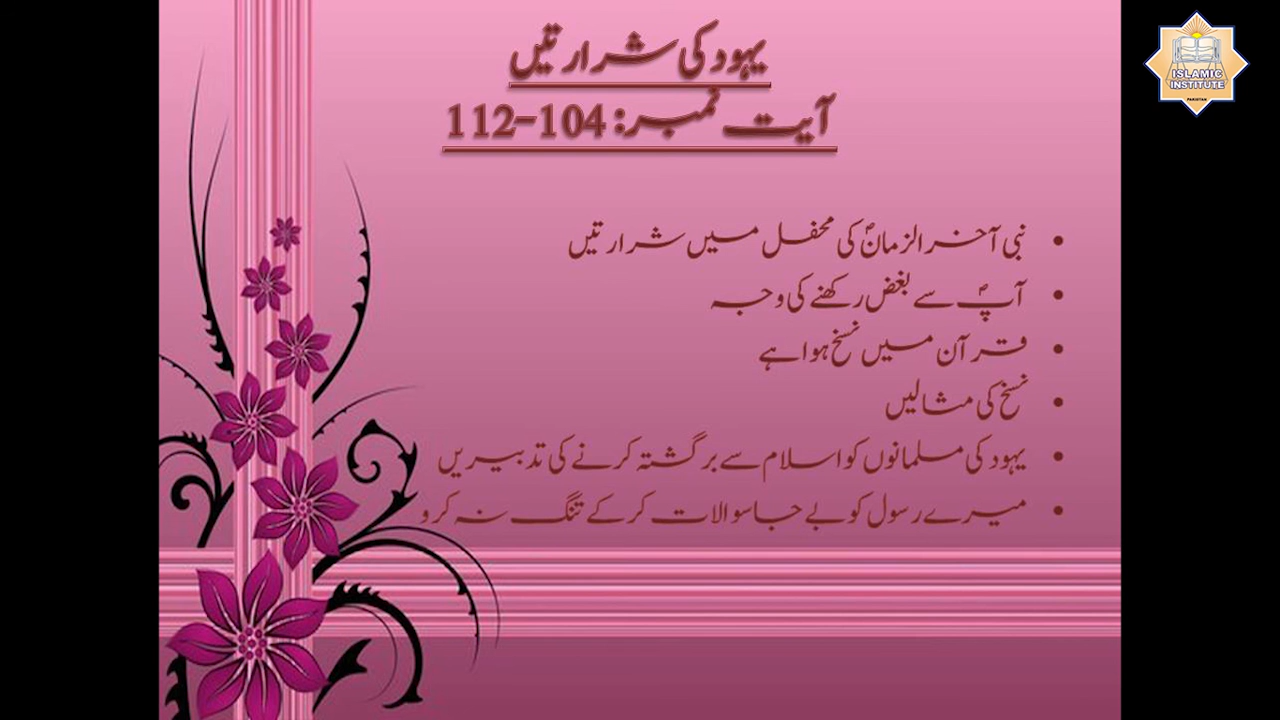 یہود کی شرارتیں
آیت نمبر: 104-112
ISLAMIC
INSTITUTE
PAKISTAN
نبی آخر الزمانؐ کی محفل میں شرارتیں
آپؐ سے بغض رکھنے کی وجہ
قرآن میں نسخ ہوا ہے
نسخ کی مثالیں
یہود کی مسلمانوں کو اسلام سے برگشتہ کرنے کی تدبیریں
میرے رسول کو بے جا سوالات کر کے تنگ نہ کرو